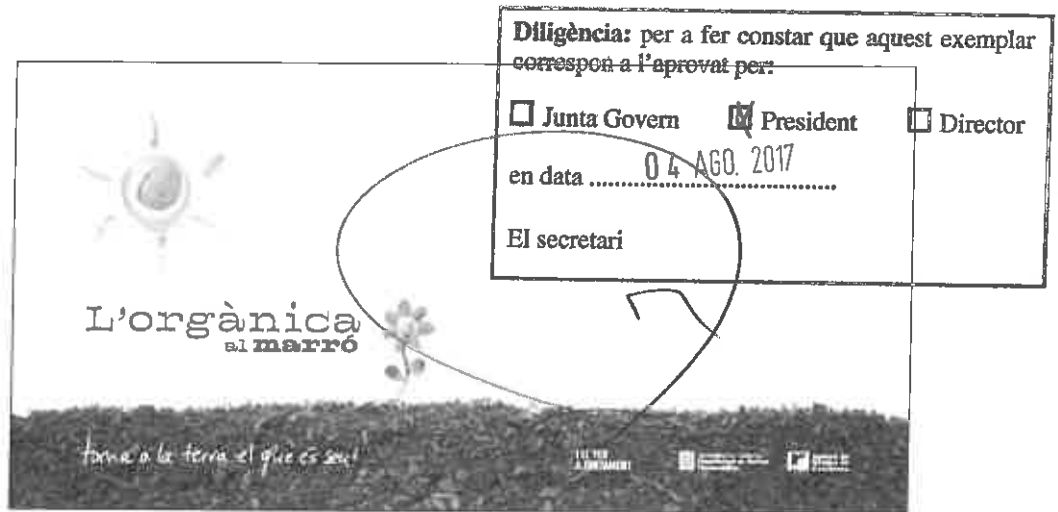 Diligència: per a fer constar que aquest exemplar
correspon a l'aprovat per:
Junta Govern President Director
en data 04 AGO. 2017
El secretari
L'orgànica
al marró
torna a la terra el que és seu!
AJUNTAMENT